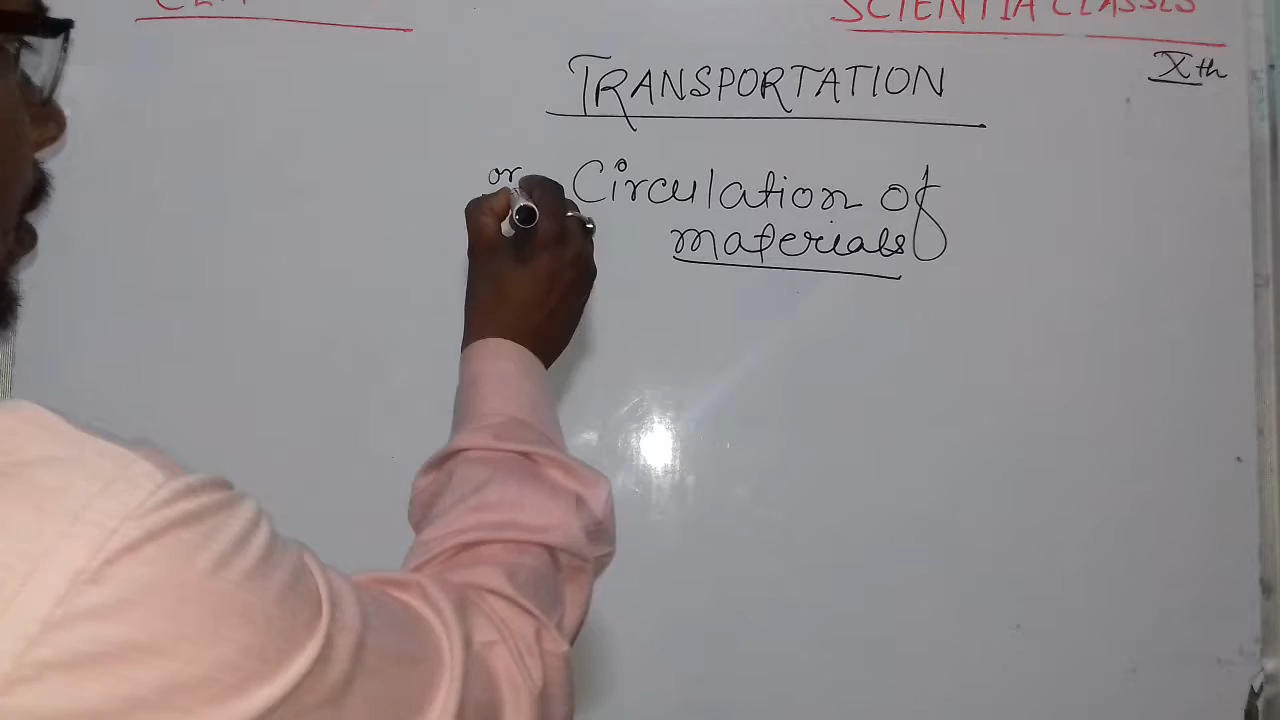 SCIENTIA CLASSES
Xth
TRANSPORTATION
or Circulation of
materials